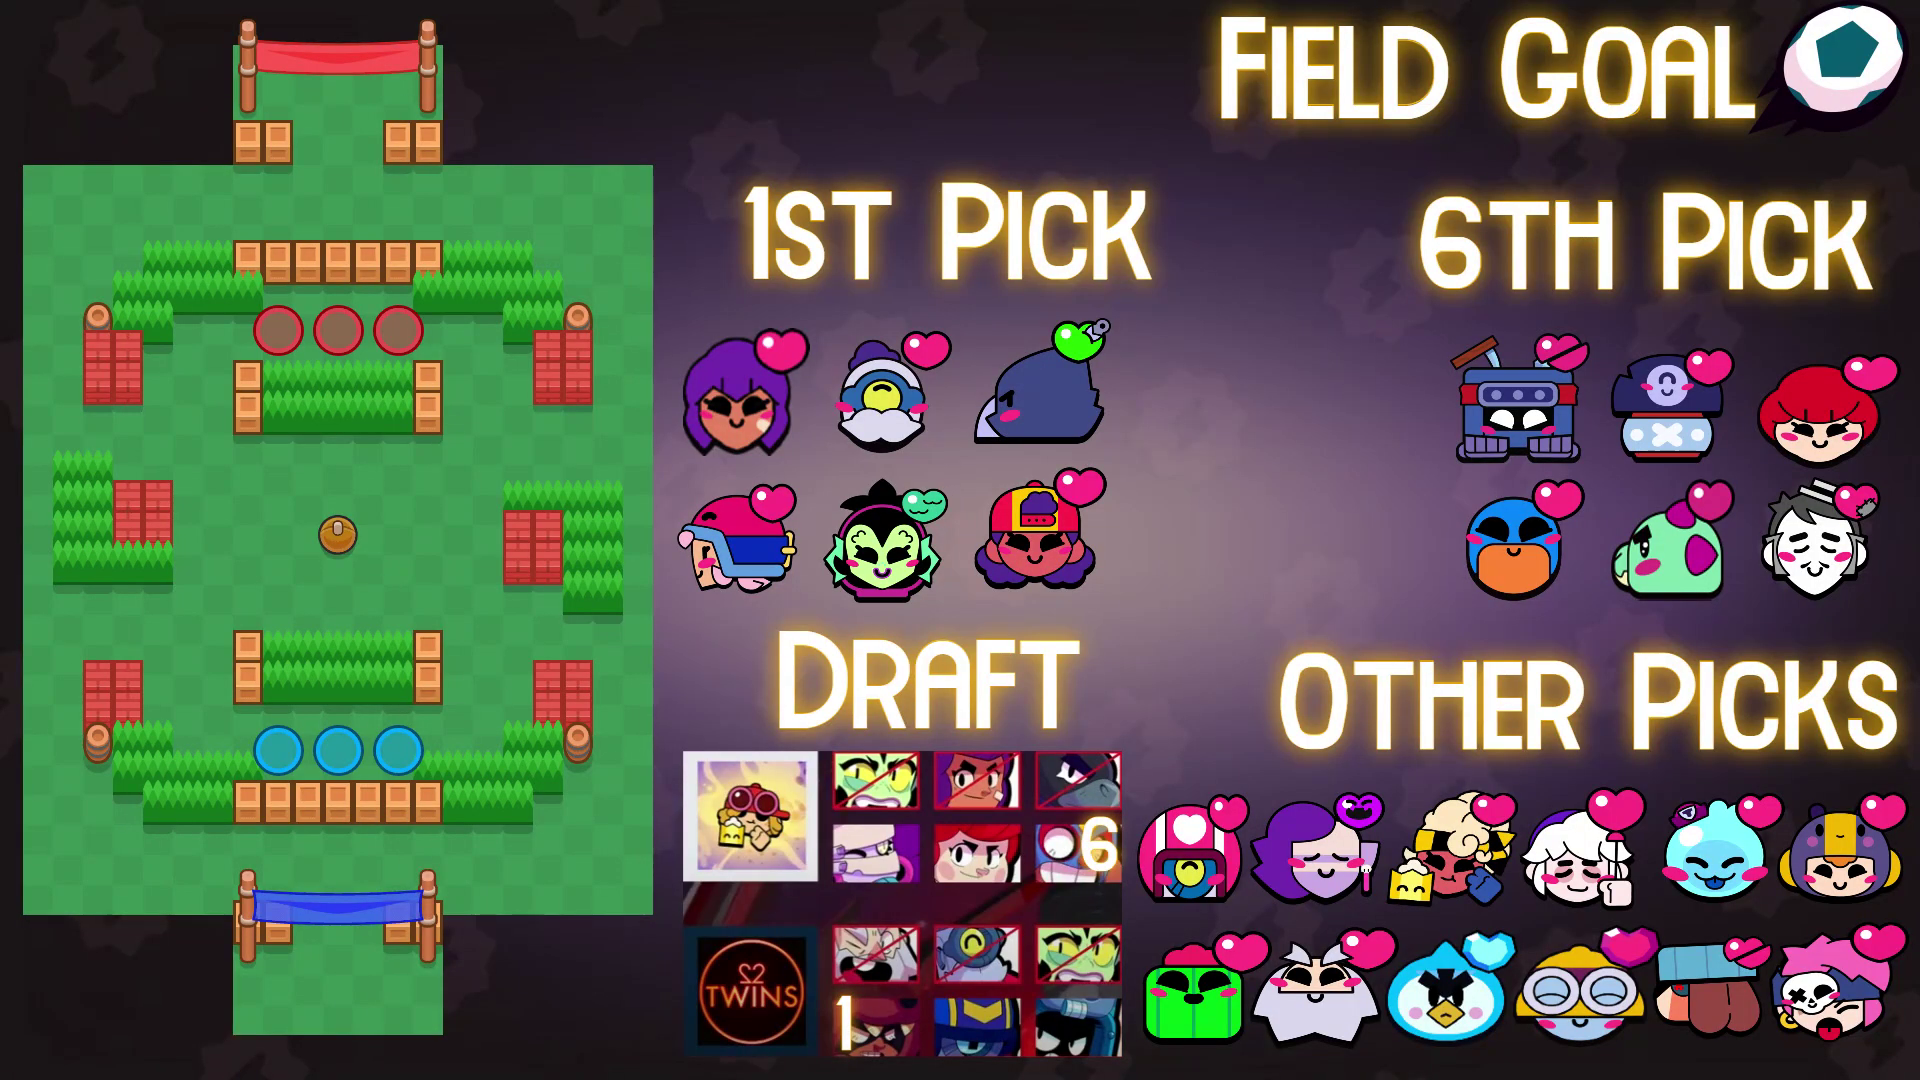 FIELD GOAL
1ST PICK
6TH PICK
DRAFT
OTHER PICKS
6
TWINS
1